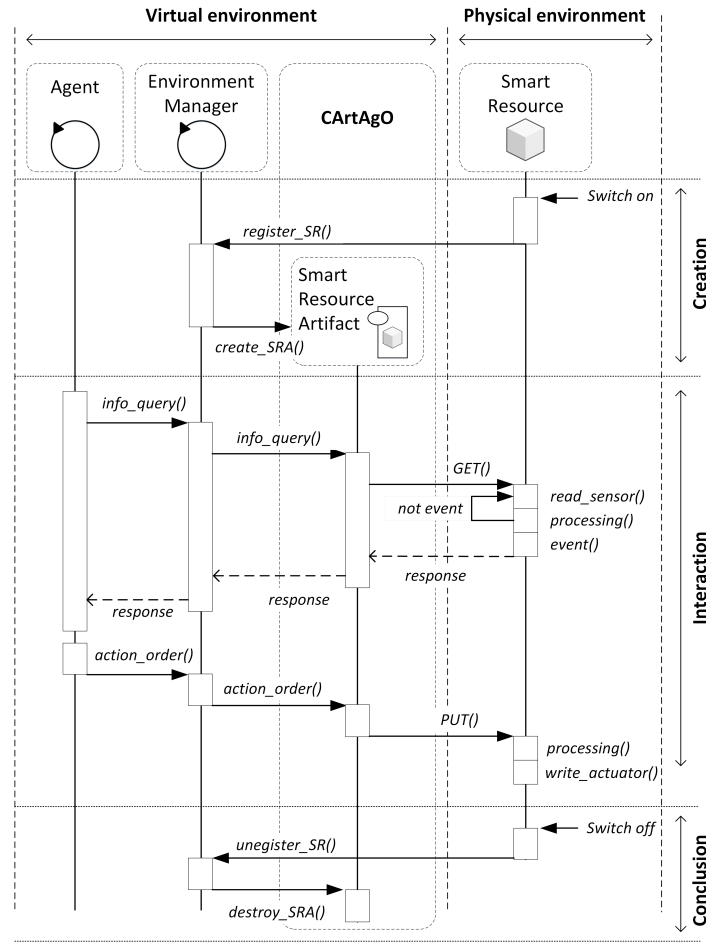 Virtual environment
Physical environment
Agent
Environment
Manager
CArtAgO
Smart
Resource
Switch on
register_SR()
Smart
Resource
Artifact
create_SRA()
Creation
info_query()
info_query()
GET()
not event
read_sensor()
processing()
event()
response
response
response
Interaction
action_order()
action_order()
PUT()
processing()
write_actuator()
Switch off
unegister_SR()
destroy_SRA()
Conclusion